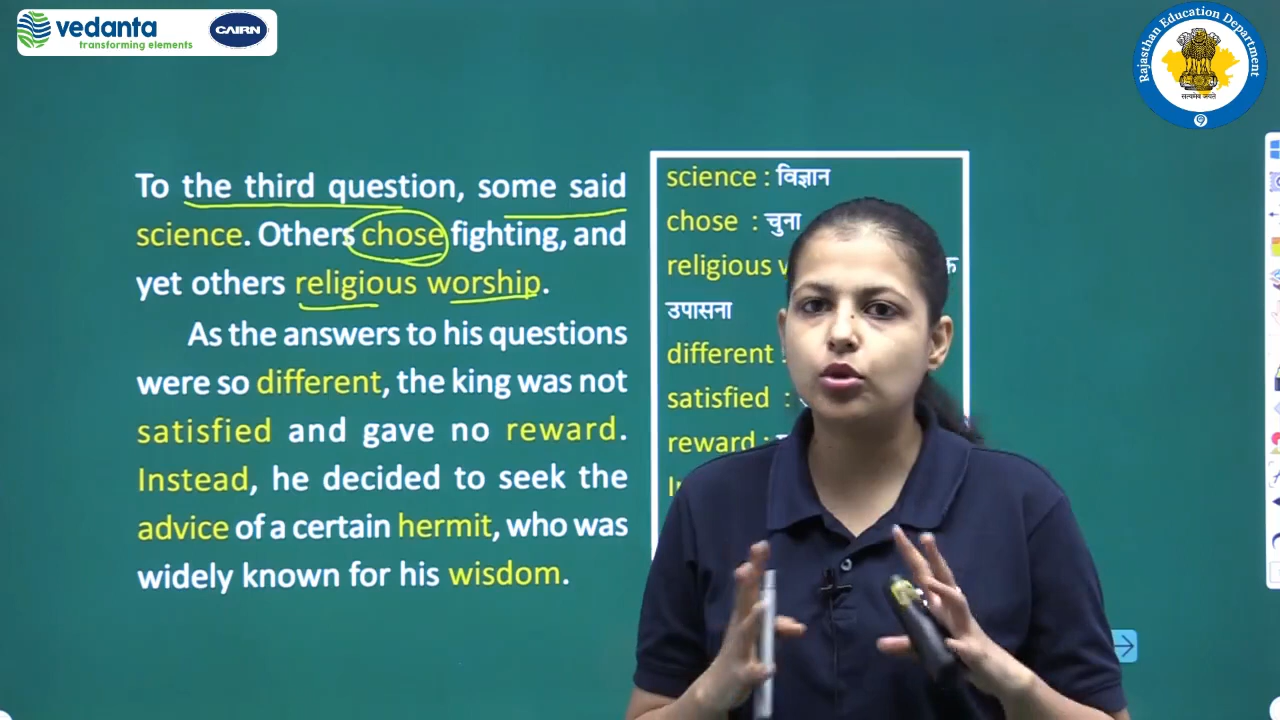 vedanta
transforming elements
CAIRN
Rajasthan Education Department
सत्यमेव जयते
To the third question, some said
science. Others chose fighting, and
yet others religious worship.
As the answers to his questions
were so different, the king was not
satisfied and gave no reward.
Instead, he decided to seek the
advice of a certain hermit, who was
widely known for his wisdom.
science : विज्ञान
chose : चुना
religious
उपासना
different :
satisfied :
reward :